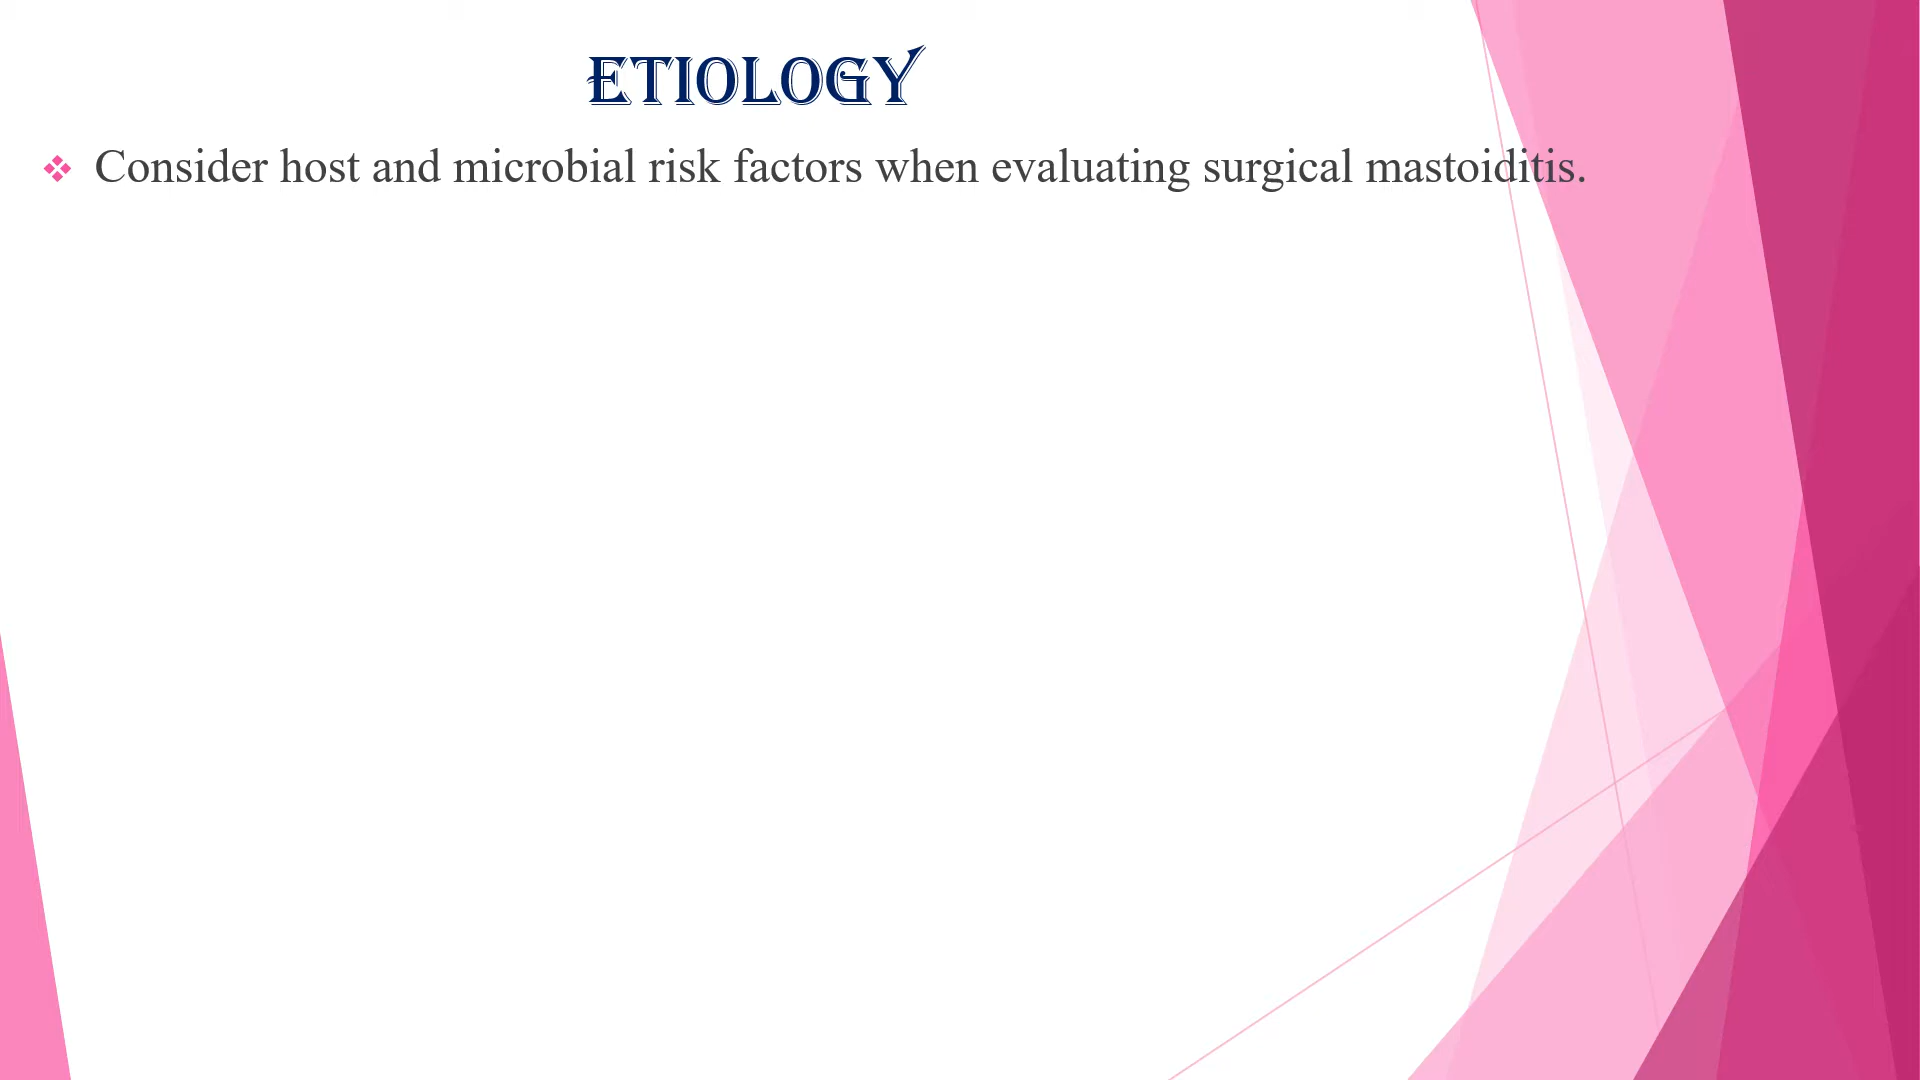 ETIOLOGY
❖ Consider host and microbial risk factors when evaluating surgical mastoiditis.